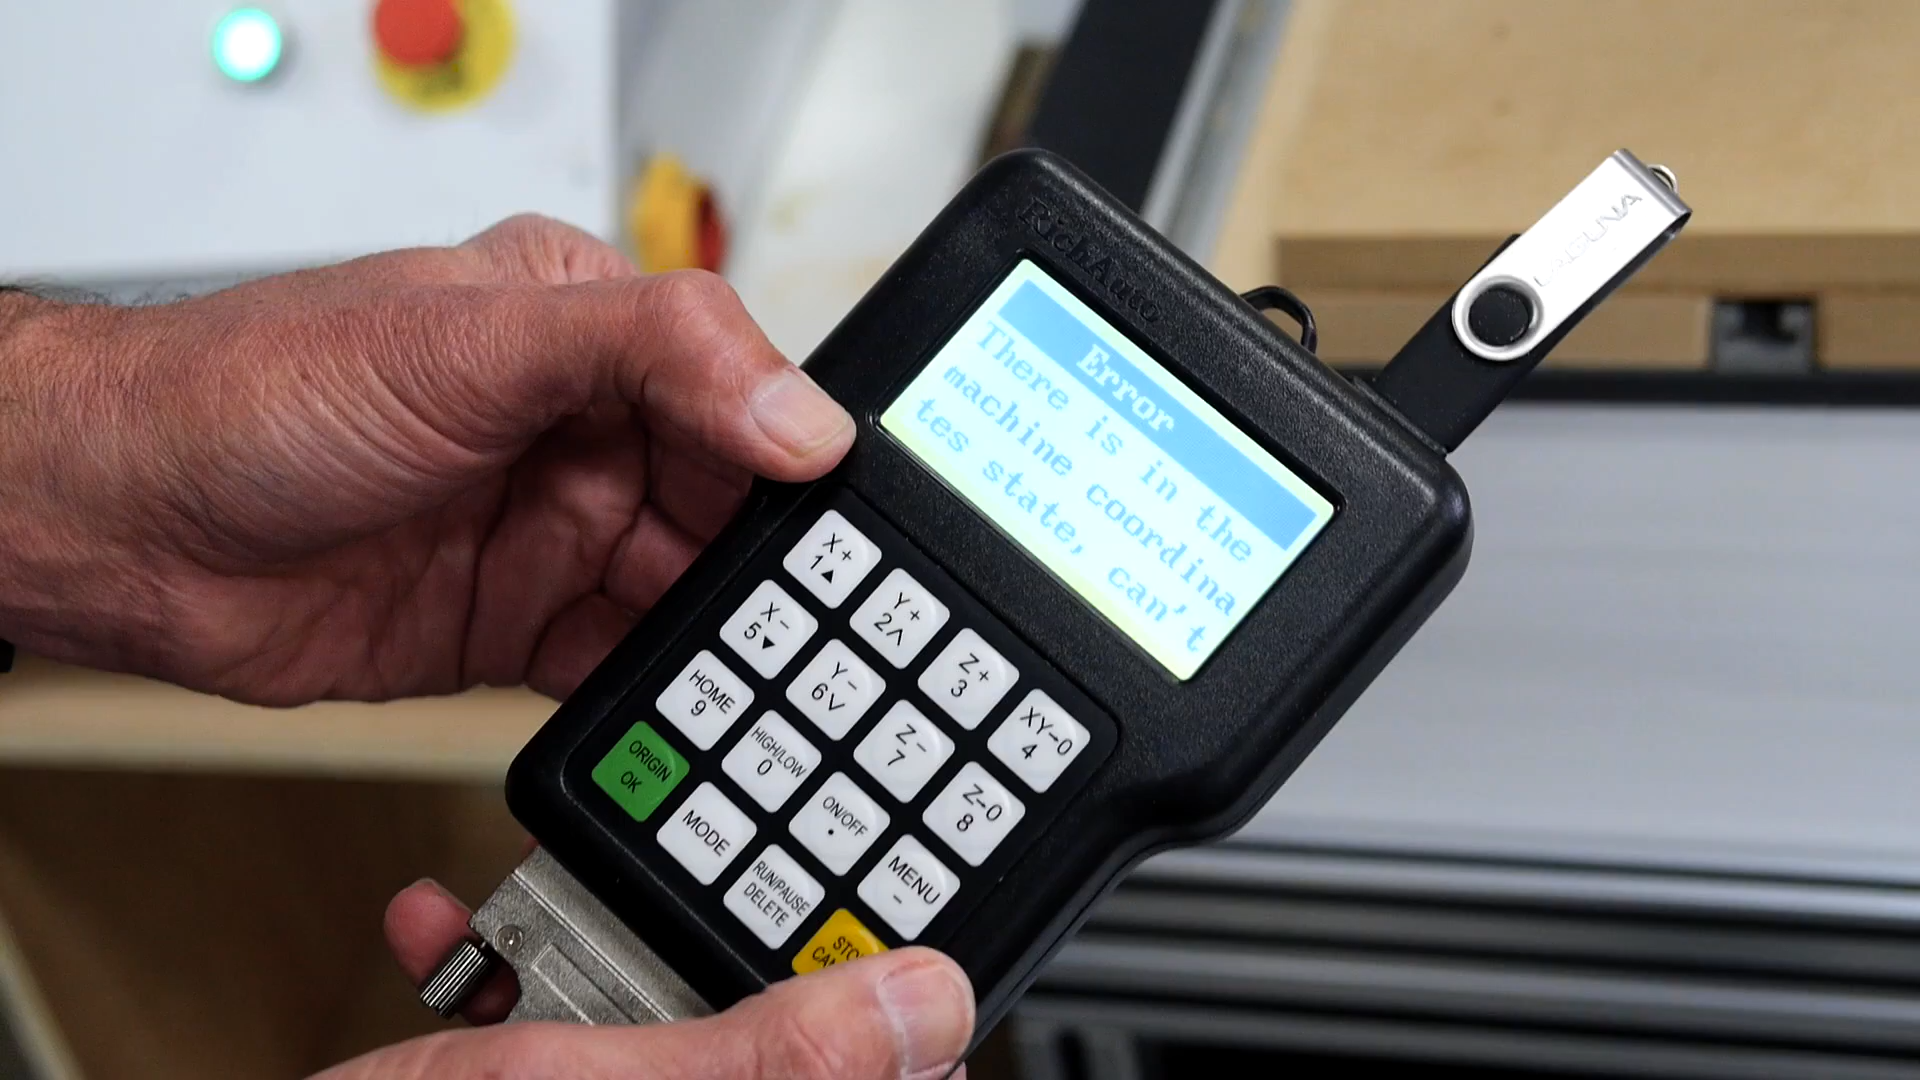 RichAuto
LAGUNA
Error
There is in the
machine coordina
tes state, can't
X+
1▲
Y+
2∧
Z+
3
XY-0
4
X-
5▼
Y-
6∨
Z-
7
Z-0
8
HOME
9
HIGH/LOW
0
ON/OFF
•
MENU
-
ORIGIN
OK
MODE
RUN/PAUSE
DELETE